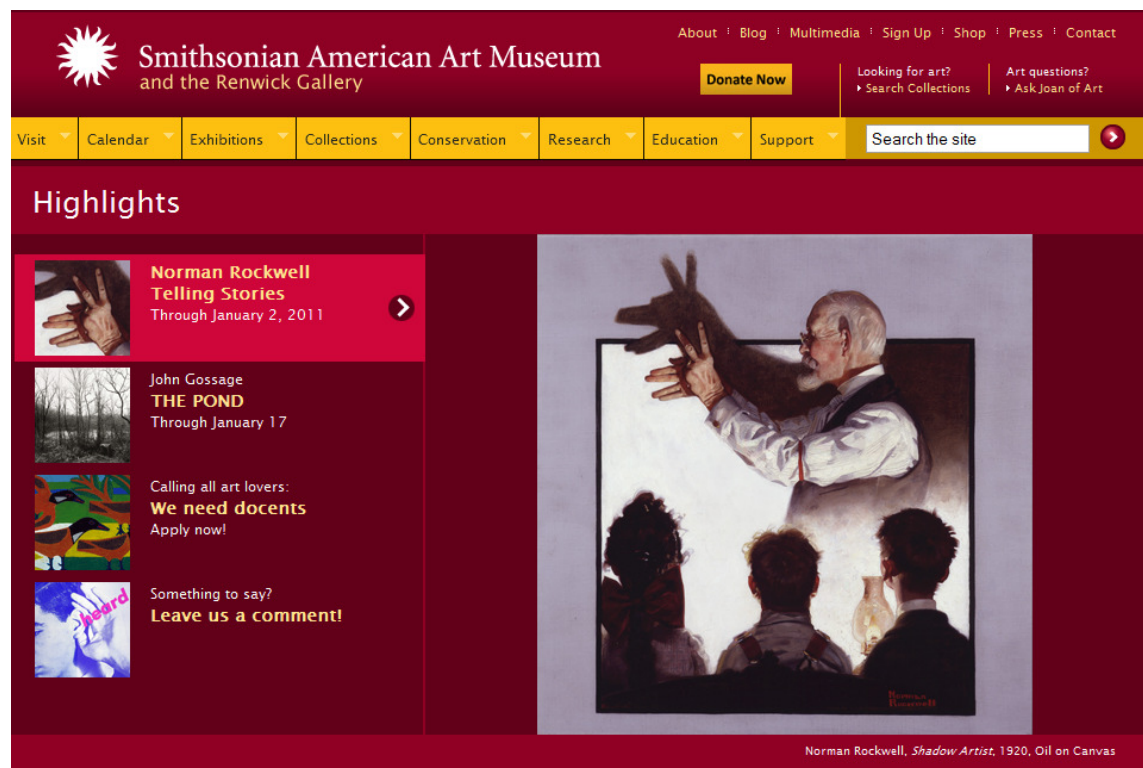 Smithsonian American Art Museum
and the Renwick Gallery
About Blog Multimedia Sign Up Shop Press Contact
Donate Now
Looking for art?
Search Collections
Art questions?
Ask Joan of Art
Visit Calendar Exhibitions Collections Conservation Research Education Support
Search the site
Highlights
Norman Rockwell
Telling Stories
Through January 2, 2011
John Gossage
THE POND
Through January 17
Calling all art lovers:
We need docents
Apply now!
heard
Something to say?
Leave us a comment!
Norman
Rockwell
Norman Rockwell, Shadow Artist, 1920, Oil on Canvas